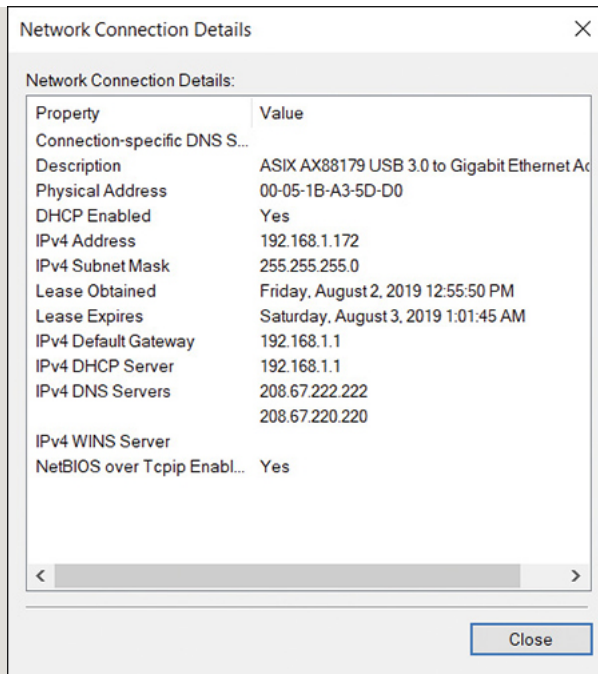 Network Connection Details
Network Connection Details:
Property Value
Connection-specific DNS S...
Description ASIX AX88179 USB 3.0 to Gigabit Ethernet Ac
Physical Address 00-05-1B-A3-5D-D0
DHCP Enabled Yes
IPv4 Address 192.168.1.172
IPv4 Subnet Mask 255.255.255.0
Lease Obtained Friday, August 2, 2019 12:55:50 PM
Lease Expires Saturday, August 3, 2019 1:01:45 AM
IPv4 Default Gateway 192.168.1.1
IPv4 DHCP Server 192.168.1.1
IPv4 DNS Servers 208.67.222.222
208.67.220.220
IPv4 WINS Server
NetBIOS over Tcpip Enabl... Yes
Close